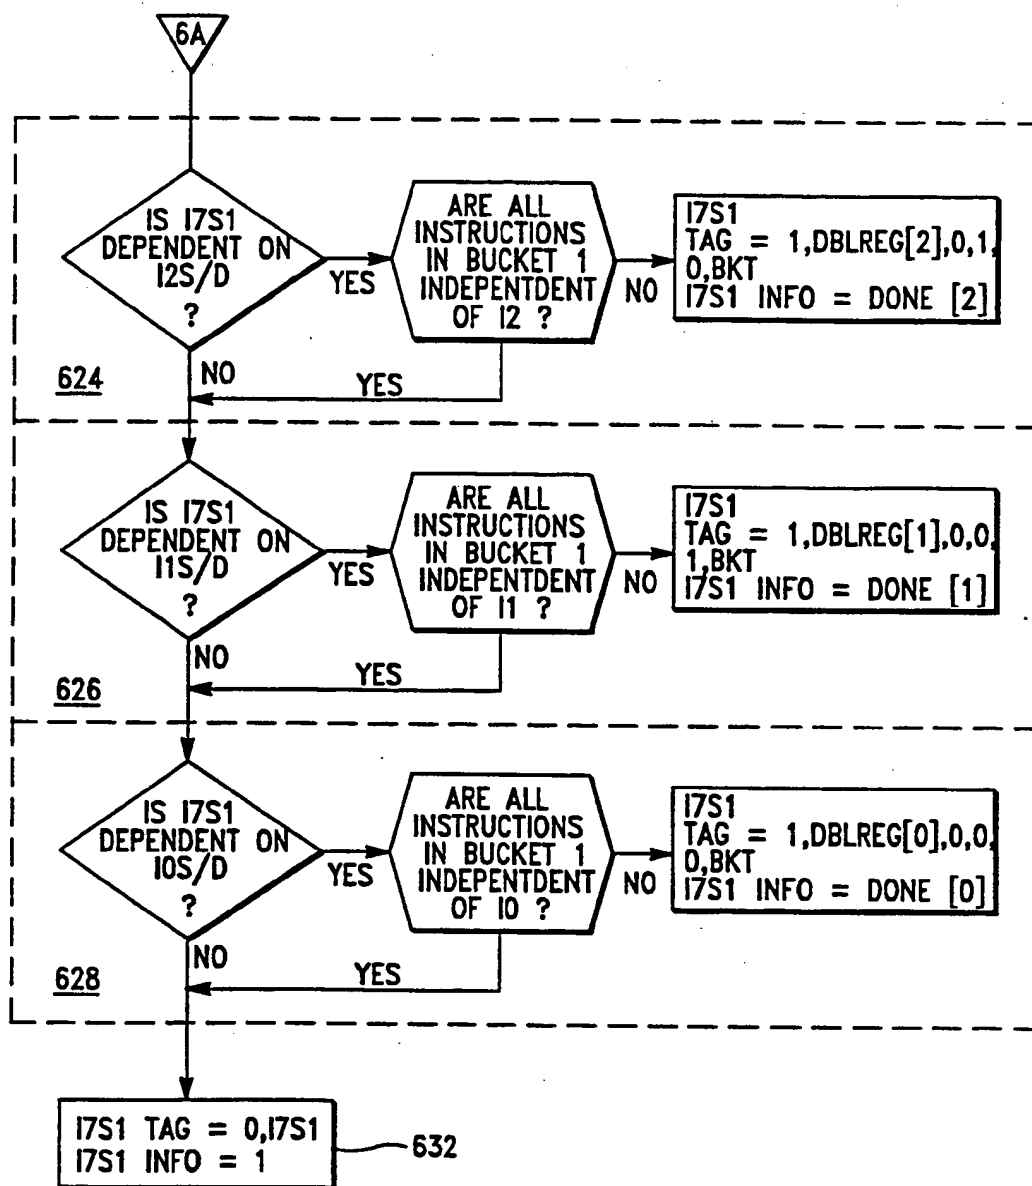 6A
IS I7S1
DEPENDENT ON
I2S/D
?
YES
NO
ARE ALL
INSTRUCTIONS
IN BUCKET 1
INDEPENTDENT
OF I2 ?
NO
YES
I7S1
TAG = 1,DBLREG[2],0,1,
0,BKT
I7S1 INFO = DONE [2]
624
IS I7S1
DEPENDENT ON
I1S/D
?
YES
NO
ARE ALL
INSTRUCTIONS
IN BUCKET 1
INDEPENTDENT
OF I1 ?
NO
YES
I7S1
TAG = 1,DBLREG[1],0,0,
1,BKT
I7S1 INFO = DONE [1]
626
IS I7S1
DEPENDENT ON
I0S/D
?
YES
NO
ARE ALL
INSTRUCTIONS
IN BUCKET 1
INDEPENTDENT
OF I0 ?
NO
YES
I7S1
TAG = 1,DBLREG[0],0,0,
0,BKT
I7S1 INFO = DONE [0]
628
I7S1 TAG = 0,I7S1
I7S1 INFO = 1
632